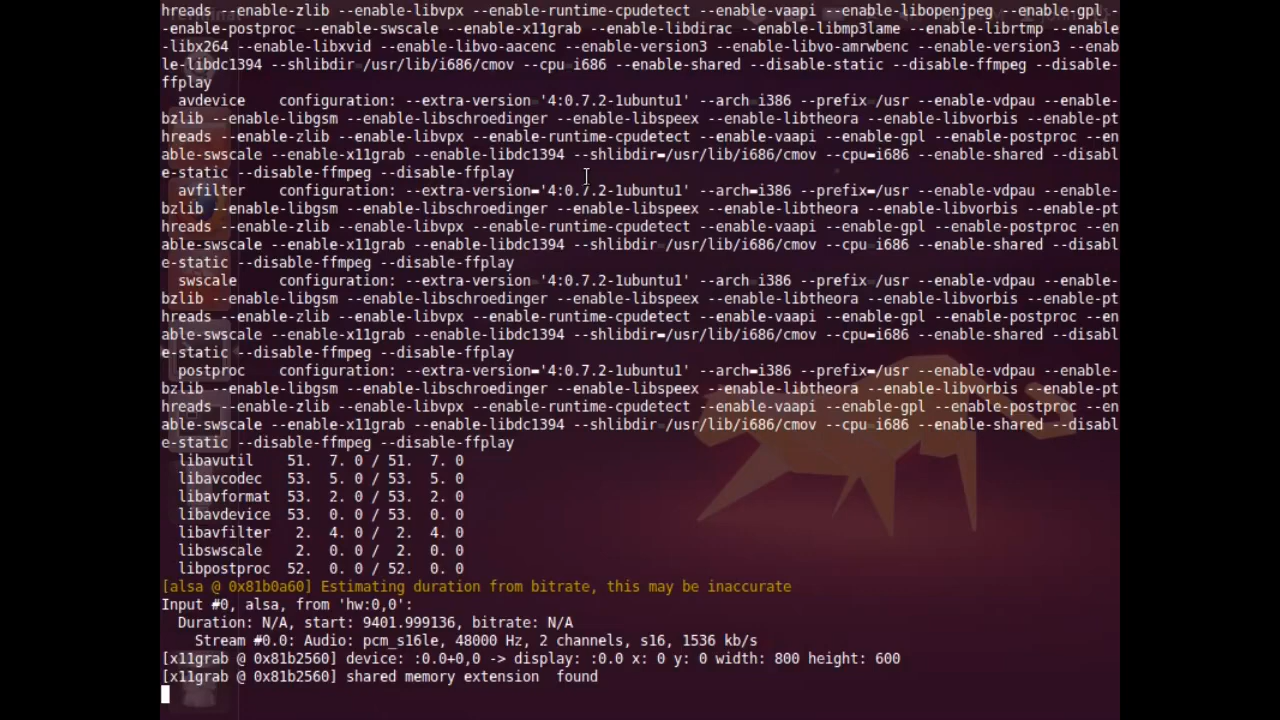 hreads --enable-zlib --enable-libvpx --enable-runtime-cpudetect --enable-vaapi --enable-libopenjpeg --enable-gpl -
-enable-postproc --enable-swscale --enable-x11grab --enable-libdirac --enable-libmp3lame --enable-librtmp --enable
-libx264 --enable-libxvid --enable-libvo-aacenc --enable-version3 --enable-libvo-amrwbenc --enable-version3 --enab
le-libdc1394 --shlibdir=/usr/lib/i686/cmov --cpu=i686 --enable-shared --disable-static --disable-ffmpeg --disable-
ffplay
avdevice configuration: --extra-version='4:0.7.2-1ubuntu1' --arch=i386 --prefix=/usr --enable-vdpau --enable-
bzlib --enable-libgsm --enable-libschroedinger --enable-libspeex --enable-libtheora --enable-libvorbis --enable-pt
hreads --enable-zlib --enable-libvpx --enable-runtime-cpudetect --enable-vaapi --enable-gpl --enable-postproc --en
able-swscale --enable-x11grab --enable-libdc1394 --shlibdir=/usr/lib/i686/cmov --cpu=i686 --enable-shared --disabl
e-static --disable-ffmpeg --disable-ffplay
avfilter configuration: --extra-version='4:0.7.2-1ubuntu1' --arch=i386 --prefix=/usr --enable-vdpau --enable-
bzlib --enable-libgsm --enable-libschroedinger --enable-libspeex --enable-libtheora --enable-libvorbis --enable-pt
hreads --enable-zlib --enable-libvpx --enable-runtime-cpudetect --enable-vaapi --enable-gpl --enable-postproc --en
able-swscale --enable-x11grab --enable-libdc1394 --shlibdir=/usr/lib/i686/cmov --cpu=i686 --enable-shared --disabl
e-static --disable-ffmpeg --disable-ffplay
swscale configuration: --extra-version='4:0.7.2-1ubuntu1' --arch=i386 --prefix=/usr --enable-vdpau --enable-
bzlib --enable-libgsm --enable-libschroedinger --enable-libspeex --enable-libtheora --enable-libvorbis --enable-pt
hreads --enable-zlib --enable-libvpx --enable-runtime-cpudetect --enable-vaapi --enable-gpl --enable-postproc --en
able-swscale --enable-x11grab --enable-libdc1394 --shlibdir=/usr/lib/i686/cmov --cpu=i686 --enable-shared --disabl
e-static --disable-ffmpeg --disable-ffplay
postproc configuration: --extra-version='4:0.7.2-1ubuntu1' --arch=i386 --prefix=/usr --enable-vdpau --enable-
bzlib --enable-libgsm --enable-libschroedinger --enable-libspeex --enable-libtheora --enable-libvorbis --enable-pt
hreads --enable-zlib --enable-libvpx --enable-runtime-cpudetect --enable-vaapi --enable-gpl --enable-postproc --en
able-swscale --enable-x11grab --enable-libdc1394 --shlibdir=/usr/lib/i686/cmov --cpu=i686 --enable-shared --disabl
e-static --disable-ffmpeg --disable-ffplay
libavutil 51. 7. 0 / 51. 7. 0
libavcodec 53. 5. 0 / 53. 5. 0
libavformat 53. 2. 0 / 53. 2. 0
libavdevice 53. 0. 0 / 53. 0. 0
libavfilter 2. 4. 0 / 2. 4. 0
libswscale 2. 0. 0 / 2. 0. 0
libpostproc 52. 0. 0 / 52. 0. 0
[alsa @ 0x81b0a60] Estimating duration from bitrate, this may be inaccurate
Input #0, alsa, from 'hw:0,0':
Duration: N/A, start: 9401.999136, bitrate: N/A
Stream #0.0: Audio: pcm_s16le, 48000 Hz, 2 channels, s16, 1536 kb/s
[x11grab @ 0x81b2560] device: :0.0+0,0 -> display: :0.0 x: 0 y: 0 width: 800 height: 600
[x11grab @ 0x81b2560] shared memory extension found